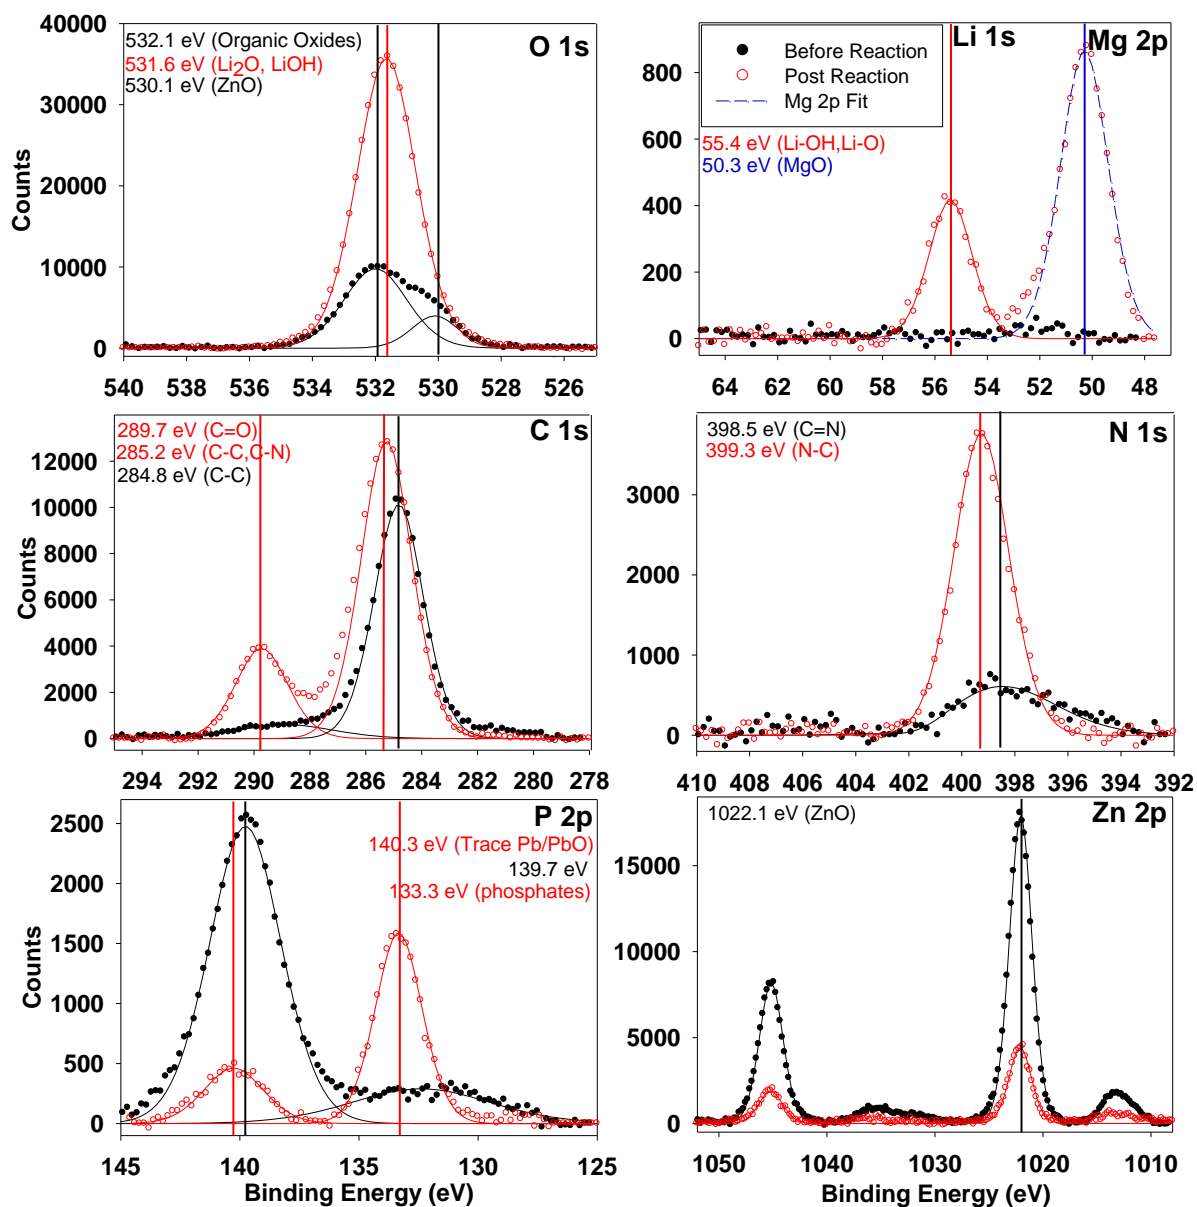 O 1s
532.1 eV (Organic Oxides)
531.6 eV (Li2O, LiOH)
530.1 eV (ZnO)
Counts
40000
30000
20000
10000
0
540 538 536 534 532 530 528 526
Li 1s
Mg 2p
Before Reaction
Post Reaction
Mg 2p Fit
55.4 eV (Li-OH,Li-O)
50.3 eV (MgO)
800
600
400
200
0
64 62 60 58 56 54 52 50 48
C 1s
289.7 eV (C=O)
285.2 eV (C-C,C-N)
284.8 eV (C-C)
Counts
12000
10000
8000
6000
4000
2000
0
294 292 290 288 286 284 282 280 278
N 1s
398.5 eV (C=N)
399.3 eV (N-C)
3000
2000
1000
0
410 408 406 404 402 400 398 396 394 392
P 2p
140.3 eV (Trace Pb/PbO)
139.7 eV
133.3 eV (phosphates)
Counts
2500
2000
1500
1000
500
0
145 140 135 130 125
Binding Energy (eV)
Zn 2p
1022.1 eV (ZnO)
15000
10000
5000
0
1050 1040 1030 1020 1010
Binding Energy (eV)